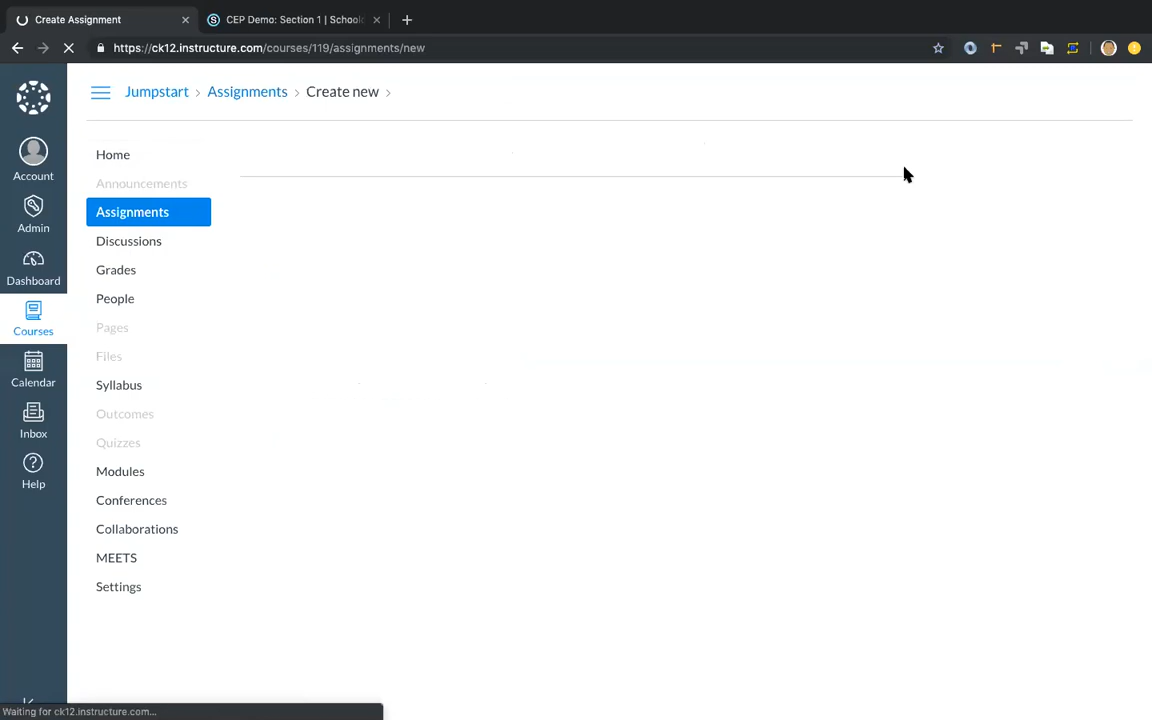 Create Assignment
CEP Demo: Section 1 | Schoolo
https://ck12.instructure.com/courses/119/assignments/new
Jumpstart > Assignments > Create new >
Account
Admin
Dashboard
Courses
Calendar
Inbox
Help
Home
Announcements
Assignments
Discussions
Grades
People
Pages
Files
Syllabus
Outcomes
Quizzes
Modules
Conferences
Collaborations
MEETS
Settings
Waiting for ck12.instructure.com...